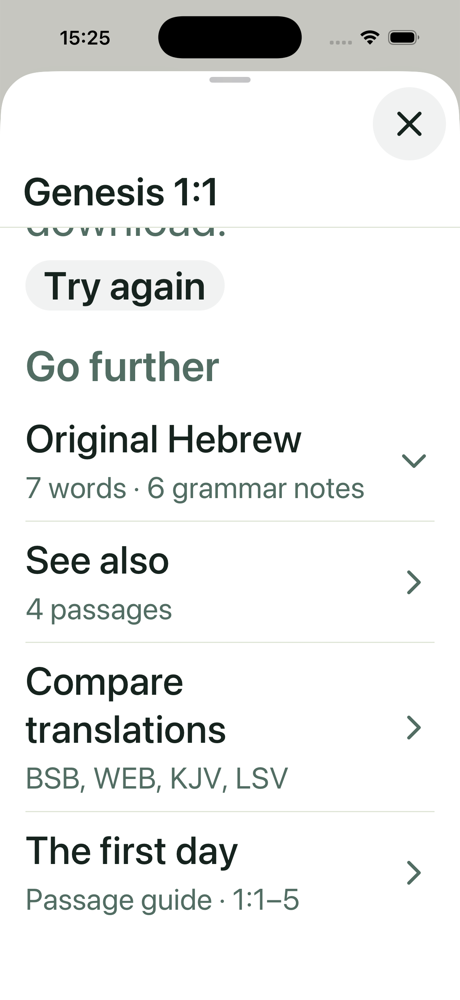 15:25
Genesis 1:1
download.
Try again
Go further
Original Hebrew
7 words · 6 grammar notes
See also
4 passages
Compare
translations
BSB, WEB, KJV, LSV
The first day
Passage guide · 1:1–5